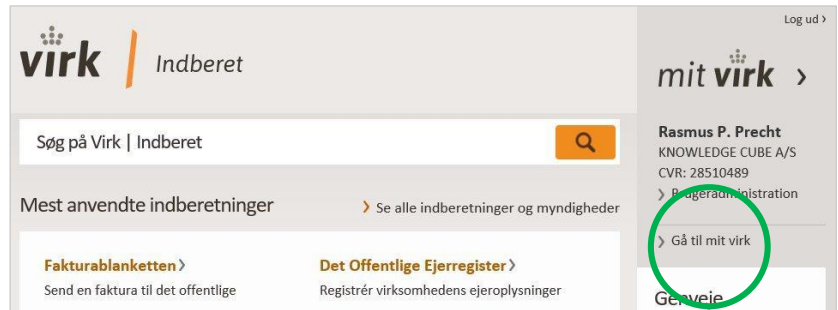 Log ud ›
virk / Indberet
mit virk ›
Søg på Virk | Indberet
Rasmus P. Precht
KNOWLEDGE CUBE A/S
CVR: 28510489
› Brugeradministration
› Gå til mit virk
Genveje
Mest anvendte indberetninger
› Se alle indberetninger og myndigheder
Fakturablanketten ›
Send en faktura til det offentlige
Det Offentlige Ejerregister ›
Registrér virksomhedens ejeroplysninger